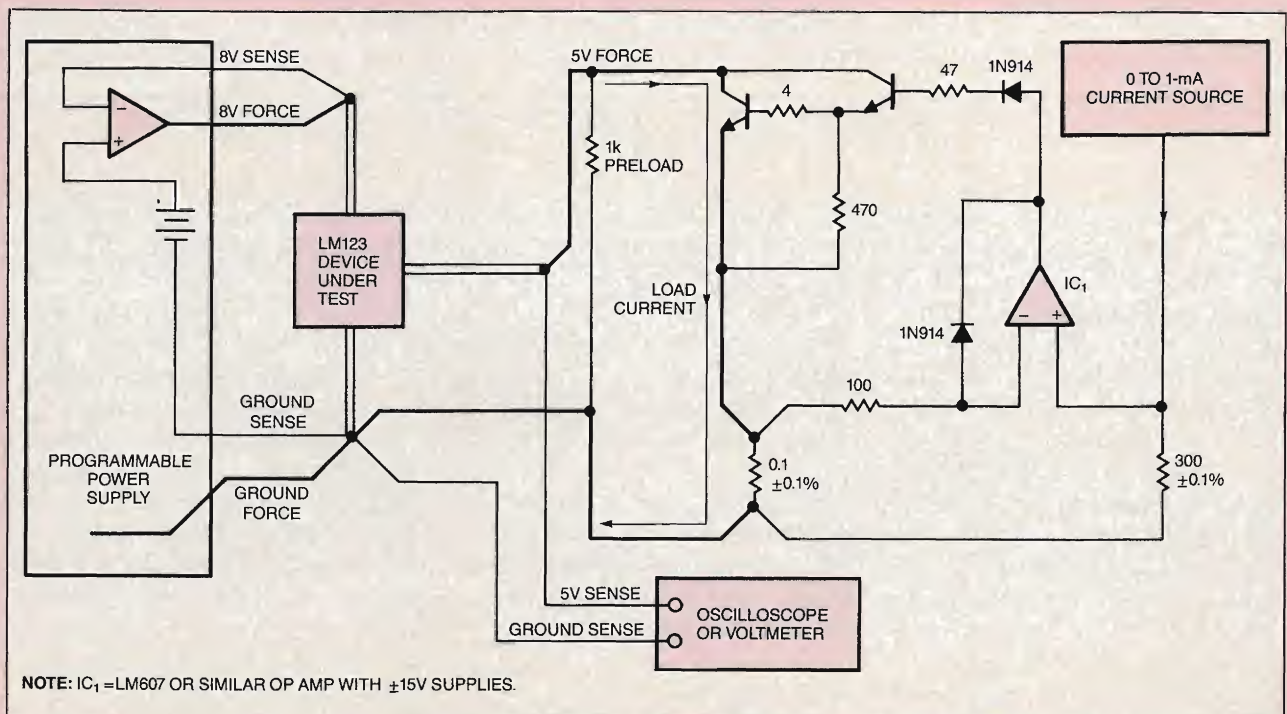 8V SENSE
8V FORCE
5V FORCE
4
47
1N914
0 TO 1-mA
CURRENT SOURCE
1k
PRELOAD
470
LM123
DEVICE
UNDER
TEST
LOAD
CURRENT
IC1
1N914
100
GROUND
SENSE
0.1
±0.1%
300
±0.1%
PROGRAMMABLE
POWER
SUPPLY
GROUND
FORCE
5V SENSE
GROUND SENSE
OSCILLOSCOPE
OR VOLTMETER
- 
+
-
+
NOTE: IC1 =LM607 OR SIMILAR OP AMP WITH ±15V SUPPLIES.